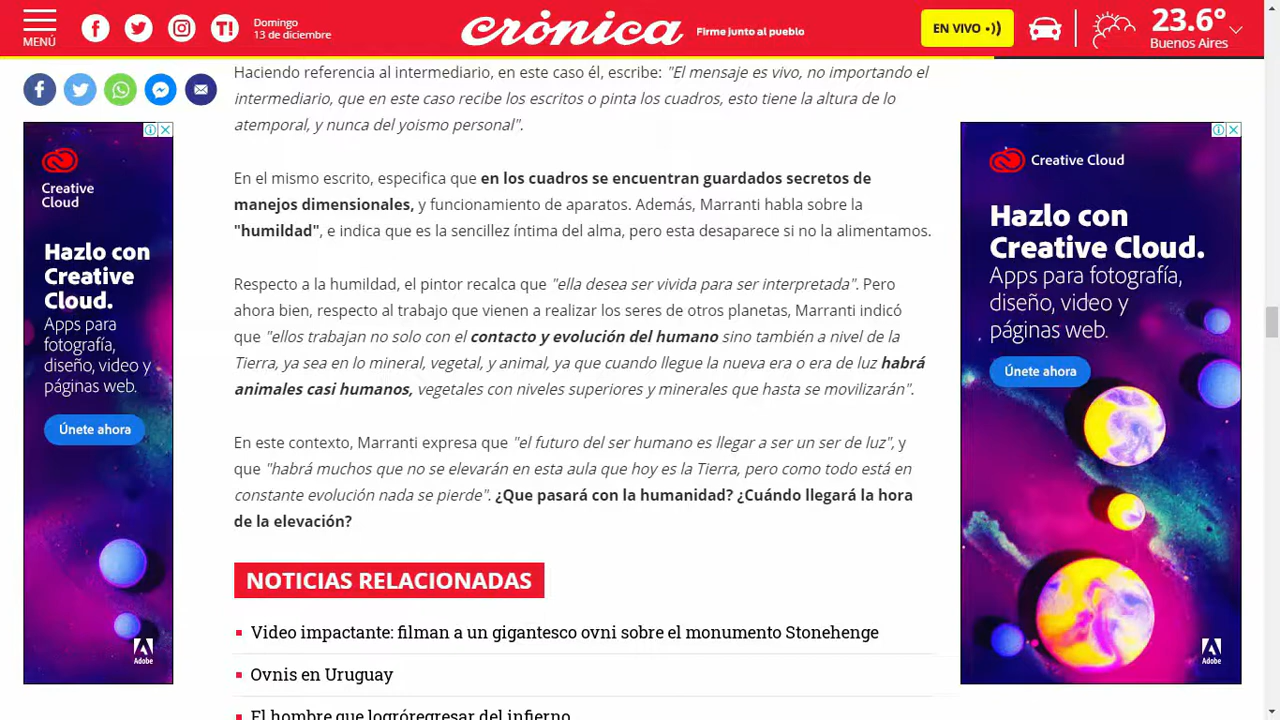 MENÚ
Domingo
13 de diciembre
crónica
Firme junto al pueblo
EN VIVO
23.6°
Buenos Aires
Haciendo referencia al intermediario, en este caso él, escribe: "El mensaje es vivo, no importando el
intermediario, que en este caso recibe los escritos o pinta los cuadros, esto tiene la altura de lo
atemporal, y nunca del yoismo personal".
En el mismo escrito, especifica que en los cuadros se encuentran guardados secretos de
manejos dimensionales, y funcionamiento de aparatos. Además, Marranti habla sobre la
"humildad", e indica que es la sencillez íntima del alma, pero esta desaparece si no la alimentamos.
Respecto a la humildad, el pintor recalca que "ella desea ser vivida para ser interpretada". Pero
ahora bien, respecto al trabajo que vienen a realizar los seres de otros planetas, Marranti indicó
que "ellos trabajan no solo con el contacto y evolución del humano sino también a nivel de la
Tierra, ya sea en lo mineral, vegetal, y animal, ya que cuando llegue la nueva era o era de luz habrá
animales casi humanos, vegetales con niveles superiores y minerales que hasta se movilizarán".
En este contexto, Marranti expresa que "el futuro del ser humano es llegar a ser un ser de luz", y
que "habrá muchos que no se elevarán en esta aula que hoy es la Tierra, pero como todo está en
constante evolución nada se pierde". ¿Que pasará con la humanidad? ¿Cuándo llegará la hora
de la elevación?
NOTICIAS RELACIONADAS
Video impactante: filman a un gigantesco ovni sobre el monumento Stonehenge
Ovnis en Uruguay
El hombre que logróregresar del infierno
Creative
Cloud
Hazlo con
Creative
Cloud.
Apps para
fotografía,
diseño, video y
páginas web.
Únete ahora
Adobe
Creative Cloud
Hazlo con
Creative Cloud.
Apps para fotografía,
diseño, video y
páginas web.
Únete ahora
Adobe